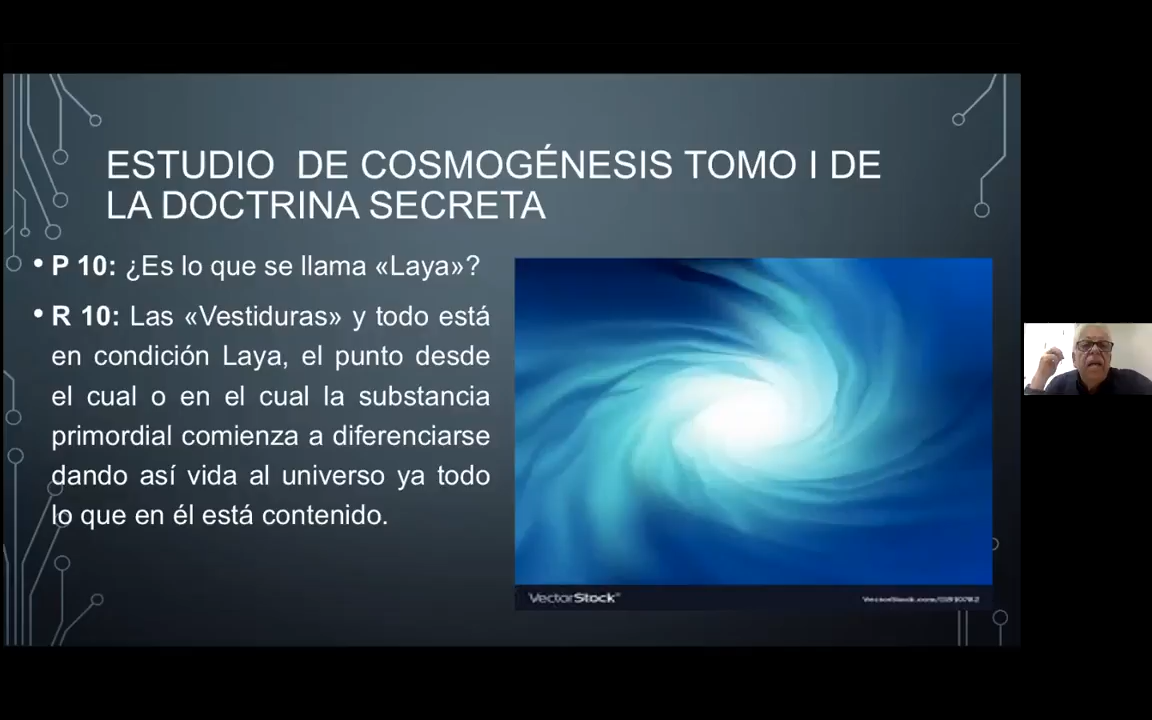 ESTUDIO DE COSMOGÉNESIS TOMO I DE
LA DOCTRINA SECRETA
• P 10: ¿Es lo que se llama «Laya»?
• R 10: Las «Vestiduras» y todo está
en condición Laya, el punto desde
el cual o en el cual la substancia
primordial comienza a diferenciarse
dando así vida al universo ya todo
lo que en él está contenido.
VectorStock®